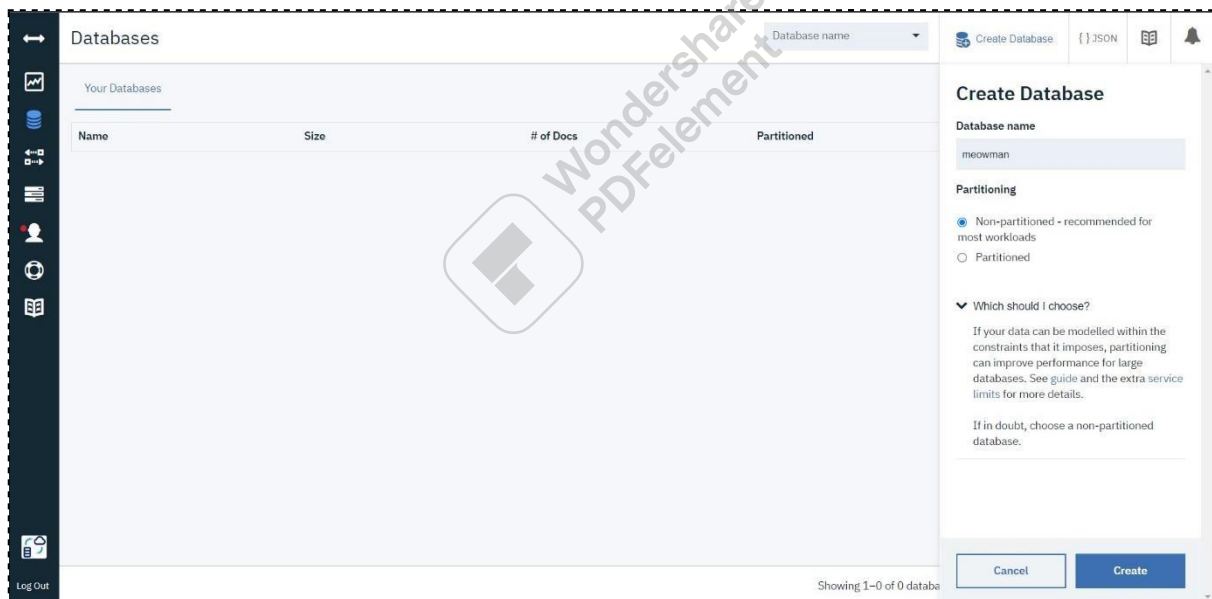 Databases
Database name
Create Database
{ } JSON
Your Databases
Name Size # of Docs Partitioned
Wondershare
PDFelement
Create Database
Database name
meowman
Partitioning
Non-partitioned - recommended for
most workloads
Partitioned
Which should I choose?
If your data can be modelled within the
constraints that it imposes, partitioning
can improve performance for large
databases. See guide and the extra service
limits for more details.
If in doubt, choose a non-partitioned
database.
Cancel
Create
Log Out
Showing 1–0 of 0 databa